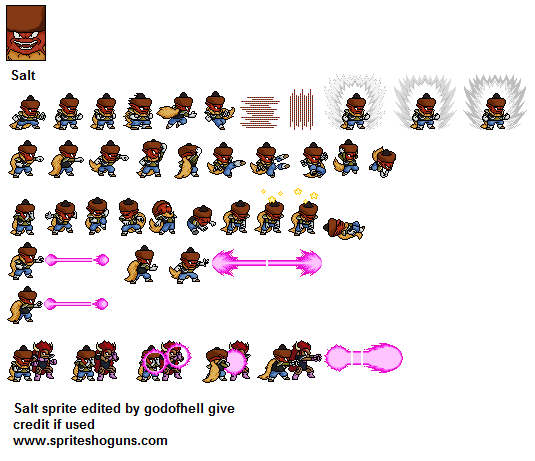 Salt
Salt sprite edited by godofhell give
credit if used
www.spriteshoguns.com